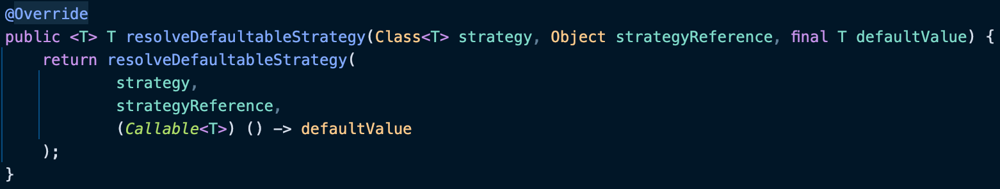 @Override
public <T> T resolveDefaultableStrategy(Class<T> strategy, Object strategyReference, final T defaultValue) {
    return resolveDefaultableStrategy(
            strategy,
            strategyReference,
            (Callable<T>) () -> defaultValue
    );
}